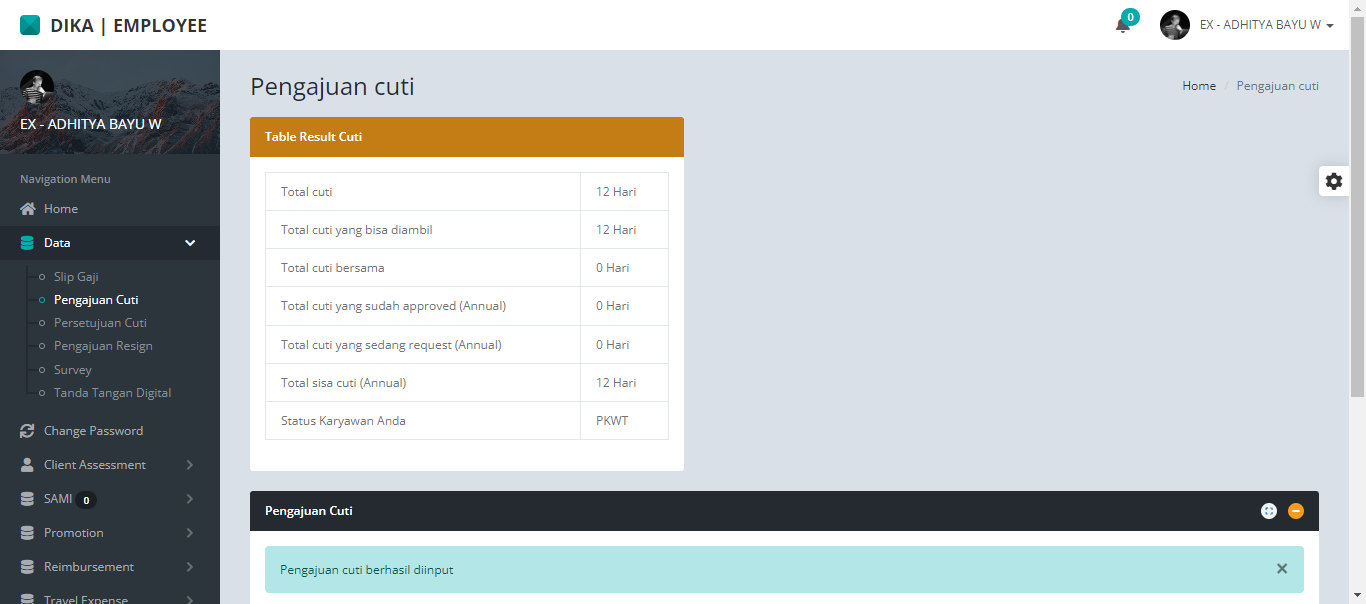 DIKA | EMPLOYEE
0
EX - ADHITYA BAYU W
EX - ADHITYA BAYU W
Navigation Menu
Home
Data
Slip Gaji
Pengajuan Cuti
Persetujuan Cuti
Pengajuan Resign
Survey
Tanda Tangan Digital
Change Password
Client Assessment
SAMI 0
Promotion
Reimbursement
Travel Expense
Pengajuan cuti
Home / Pengajuan cuti
Table Result Cuti
Total cuti 12 Hari
Total cuti yang bisa diambil 12 Hari
Total cuti bersama 0 Hari
Total cuti yang sudah approved (Annual) 0 Hari
Total cuti yang sedang request (Annual) 0 Hari
Total sisa cuti (Annual) 12 Hari
Status Karyawan Anda PKWT
Pengajuan Cuti
Pengajuan cuti berhasil diinput